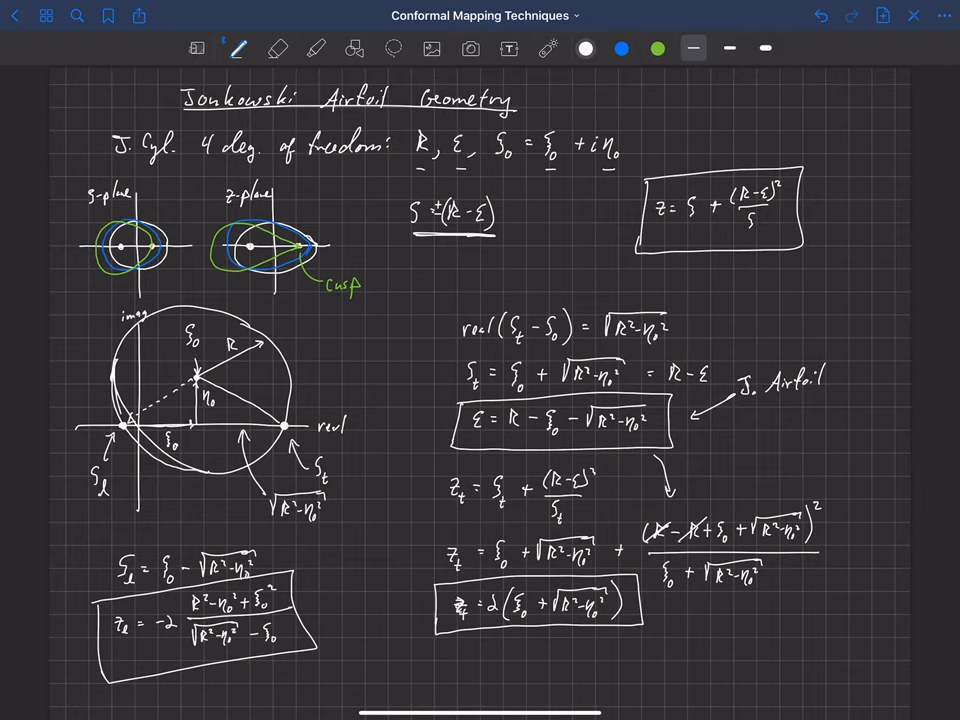 Conformal Mapping Techniques
Joukowski Airfoil Geometry
J. Cyl. 4 deg. of freedom: R, ε, ζ₀ = ξ₀ + iη₀
ζ-plane
z-plane
ζ = ±(R - ε)
z = ζ + (R-ε)²/ζ
cusp
imag
ζ₀
R
η₀
ξ₀
real
ζₗ
ζₜ
√(R²-η₀²)
real(ζₜ - ζ₀) = √(R²-η₀²)
ζₜ = ξ₀ + √(R²-η₀²) = R - ε
J. Airfoil
ε = R - ξ₀ - √(R²-η₀²)
zₜ = ζₜ + (R-ε)²/ζₜ
zₜ = ξ₀ + √(R²-η₀²) + (R - R + ξ₀ + √(R²-η₀²))²/(ξ₀ + √(R²-η₀²))
zₜ = 2(ξ₀ + √(R²-η₀²))
ζₗ = ξ₀ - √(R²-η₀²)
zₗ = -2 (R²-η₀²+ξ₀²)/(√(R²-η₀²) - ξ₀)